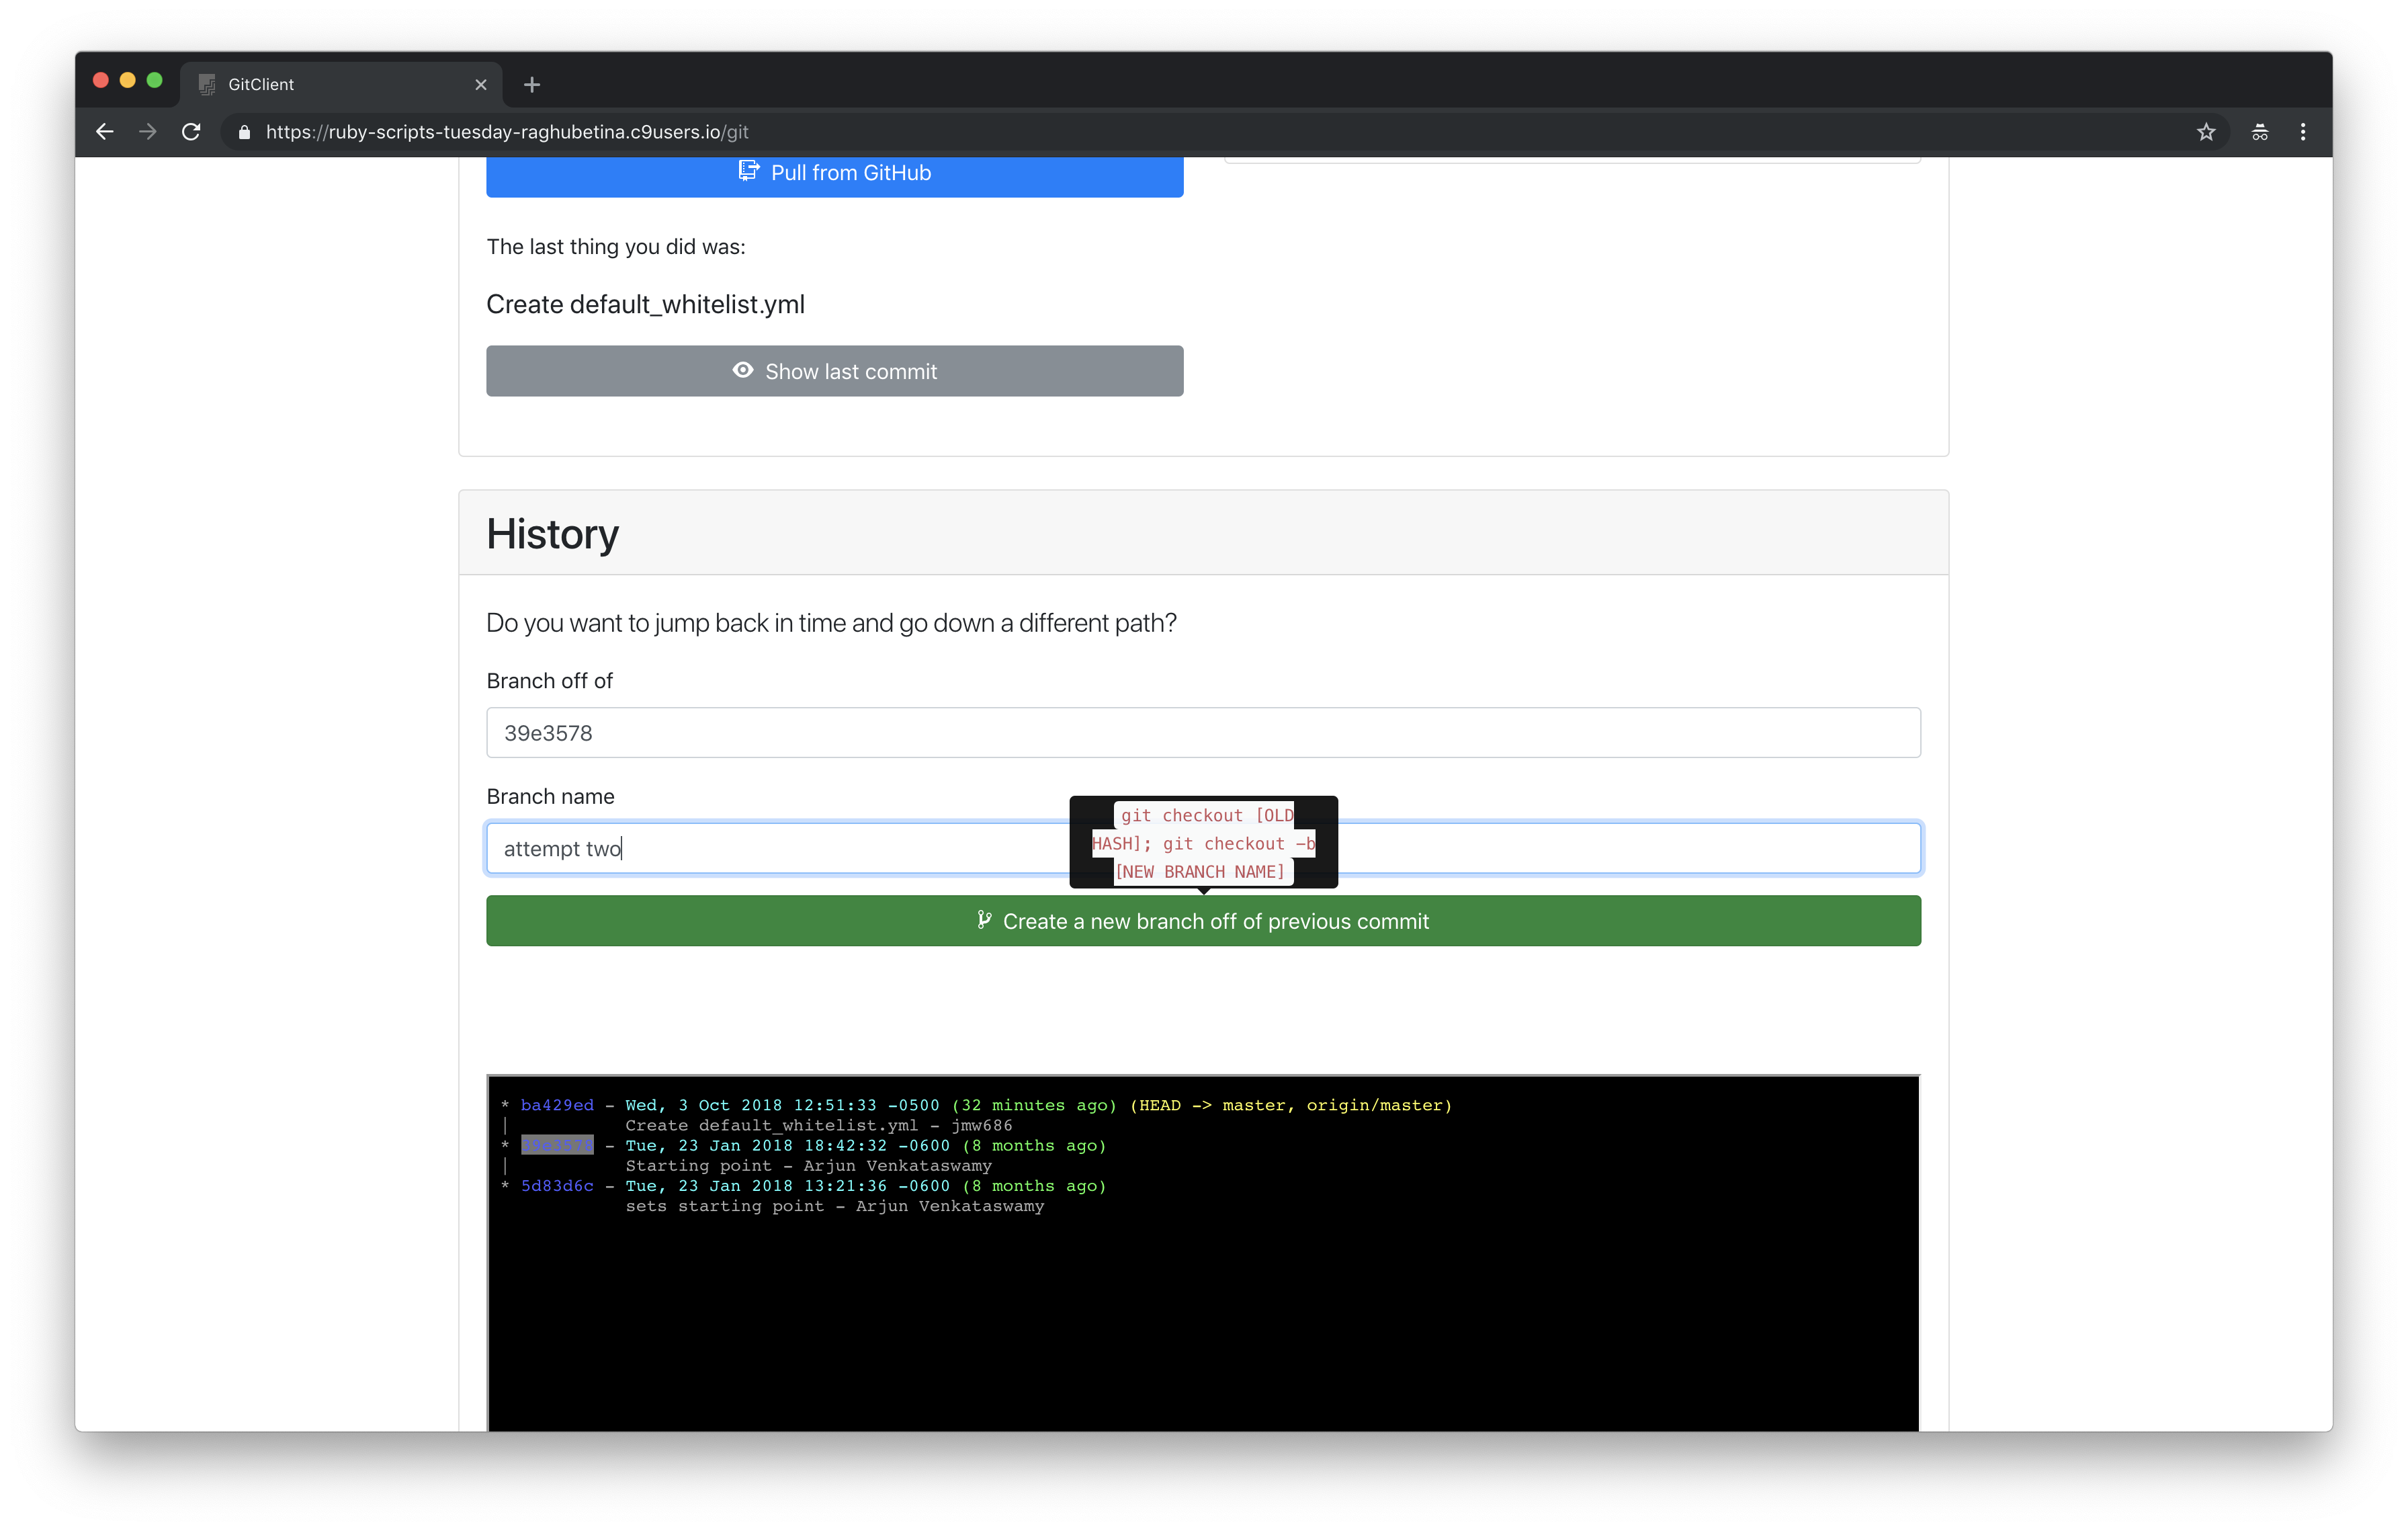 GitClient
https://ruby-scripts-tuesday-raghubetina.c9users.io/git
Pull from GitHub
The last thing you did was:
Create default_whitelist.yml
Show last commit
History
Do you want to jump back in time and go down a different path?
Branch off of
39e3578
Branch name
git checkout [OLD
HASH]; git checkout -b
[NEW BRANCH NAME]
attempt two
Create a new branch off of previous commit
* ba429ed - Wed, 3 Oct 2018 12:51:33 -0500 (32 minutes ago) (HEAD -> master, origin/master)
| Create default_whitelist.yml - jmw686
* 39e3578 - Tue, 23 Jan 2018 18:42:32 -0600 (8 months ago)
| Starting point - Arjun Venkataswamy
* 5d83d6c - Tue, 23 Jan 2018 13:21:36 -0600 (8 months ago)
sets starting point - Arjun Venkataswamy